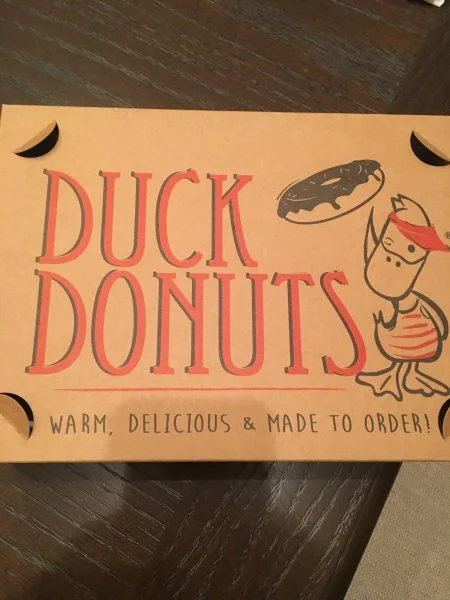 DUCK
DONUTS
WARM, DELICIOUS & MADE TO ORDER!
®